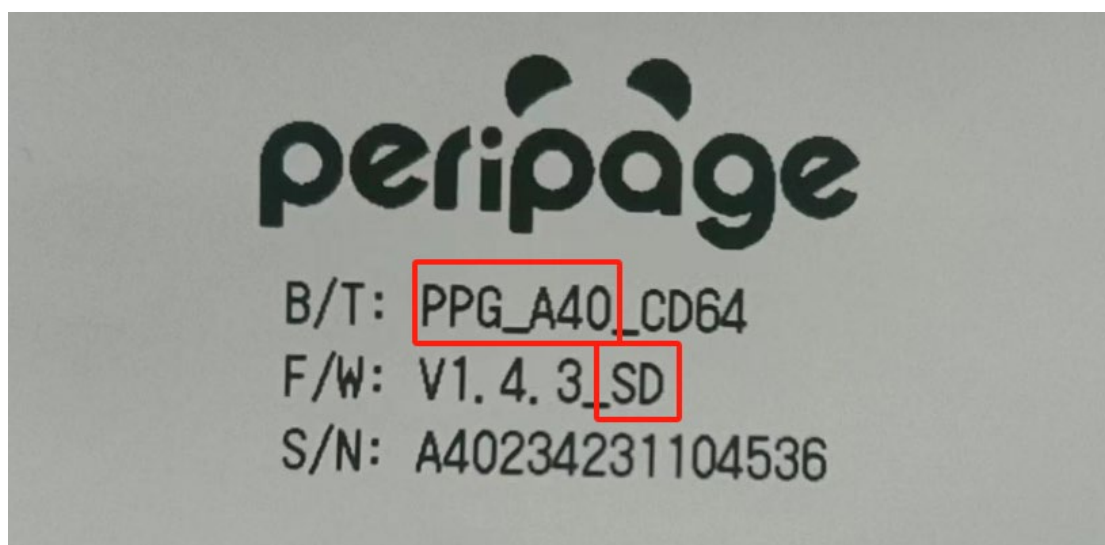 peripage
B/T: PPG_A40_CD64
F/W: V1.4.3_SD
S/N: A40234231104536